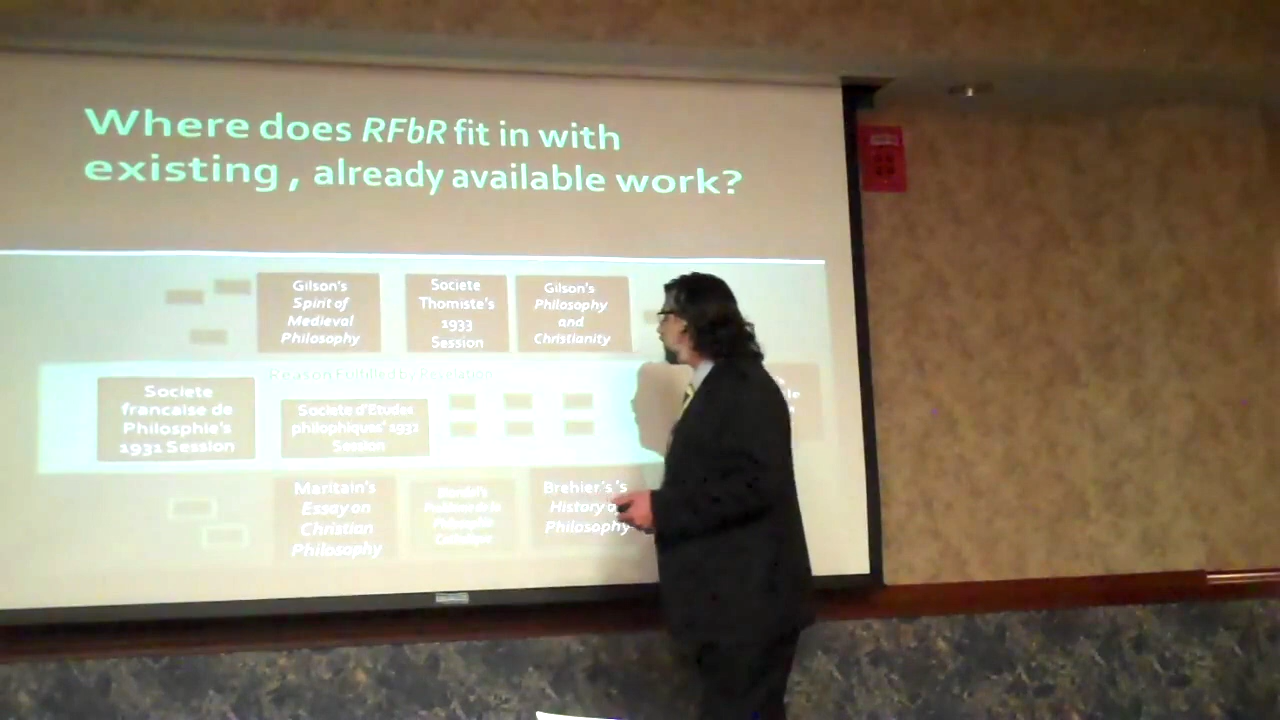 Where does RFbR fit in with
existing , already available work?
Gilson's
Spirit of
Medieval
Philosophy
Societe
Thomiste's
1933
Session
Gilson's
Philosophy
and
Christianity
Reason Fulfilled by Revelation
Societe
francaise de
Philosphie's
1931 Session
Societe d'Etudes
philophiques' 1931
Session
Maritain's
Essay on
Christian
Philosophy
Blondel's
Catholique
Brehier's 's
History of
Philosophy